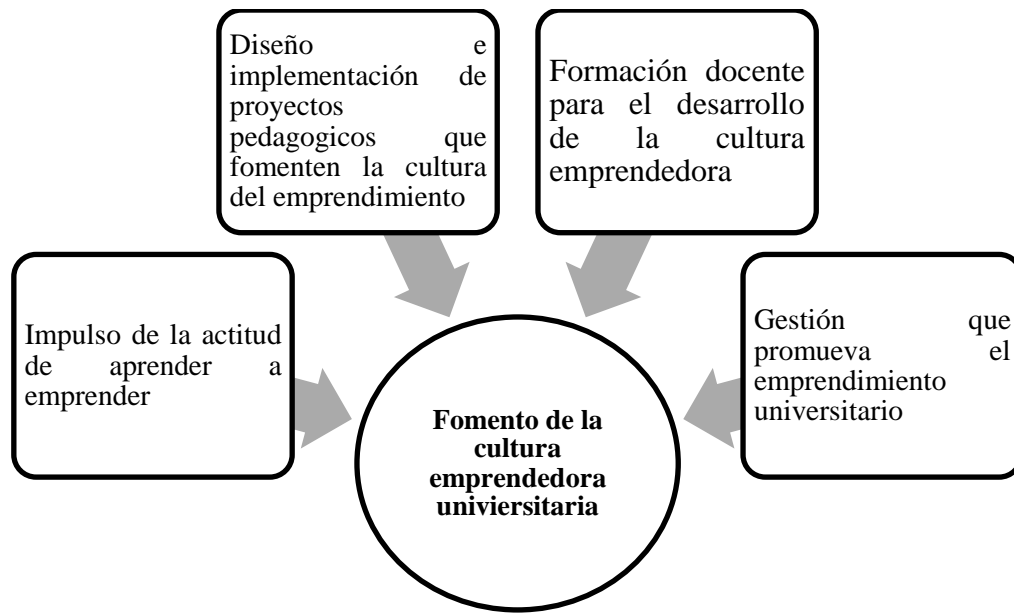 Diseño e
implementación de
proyectos
pedagogicos que
fomenten la cultura
del emprendimiento
Formación docente
para el desarrollo
de la cultura
emprendedora
Impulso de la actitud
de aprender a
emprender
Gestión que
promueva el
emprendimiento
universitario
Fomento de la
cultura
emprendedora
univiersitaria